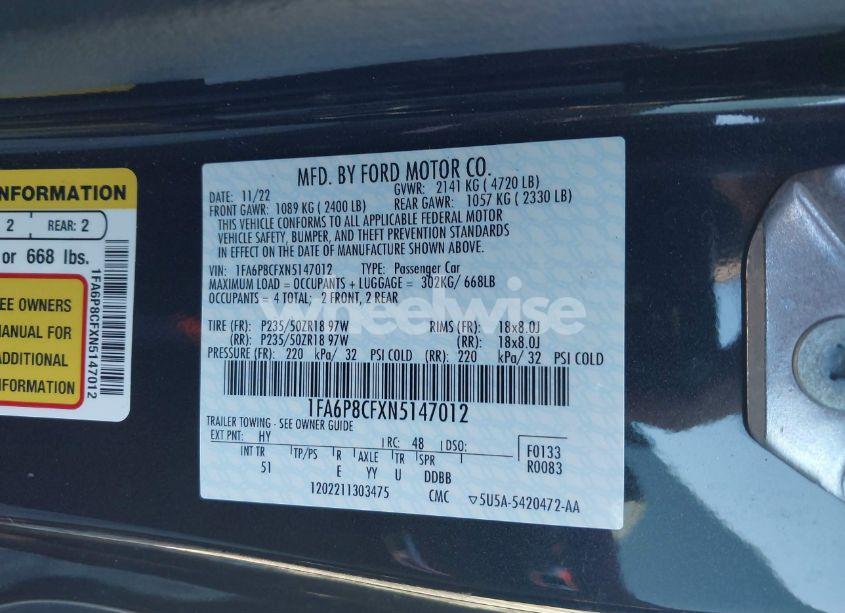 NFORMATION
2 REAR: 2
or 668 lbs.
EE OWNERS
MANUAL FOR
ADDITIONAL
NFORMATION
1FA6P8CFXN5147012
MFD. BY FORD MOTOR CO.
DATE: 11/22 GVWR: 2141 KG ( 4720 LB)
FRONT GAWR: 1089 KG ( 2400 LB) REAR GAWR: 1057 KG ( 2330 LB)
THIS VEHICLE CONFORMS TO ALL APPLICABLE FEDERAL MOTOR
VEHICLE SAFETY, BUMPER, AND THEFT PREVENTION STANDARDS
IN EFFECT ON THE DATE OF MANUFACTURE SHOWN ABOVE.
VIN: 1FA6P8CFXN5147012 TYPE: Passenger Car
MAXIMUM LOAD = OCCUPANTS + LUGGAGE = 302KG/ 668LB
OCCUPANTS = 4 TOTAL; 2 FRONT, 2 REAR
wheelwise
TIRE (FR): P235/50ZR18 97W RIMS (FR): 18x8.0J
(RR): P235/50ZR18 97W (RR): 18x8.0J
PRESSURE (FR): 220 kPa/ 32 PSI COLD (RR): 220 kPa/ 32 PSI COLD
1FA6P8CFXN5147012
TRAILER TOWING - SEE OWNER GUIDE
EXT PNT: HY RC: 48 DSO: F0133
INT TR TP/PS R AXLE TR SPR R0083
51 E YY U DDBB
1202211303475 CMC ▽5U5A-5420472-AA